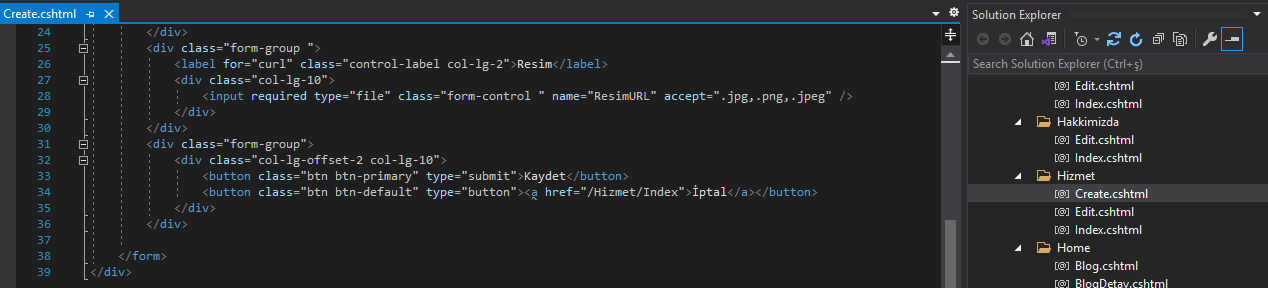 Create.cshtml
24 </div>
25 <div class="form-group ">
26 <label for="curl" class="control-label col-lg-2">Resim</label>
27 <div class="col-lg-10">
28 <input required type="file" class="form-control " name="ResimURL" accept=".jpg,.png,.jpeg" />
29 </div>
30 </div>
31 <div class="form-group">
32 <div class="col-lg-offset-2 col-lg-10">
33 <button class="btn btn-primary" type="submit">Kaydet</button>
34 <button class="btn btn-default" type="button"><a href="/Hizmet/Index">İptal</a></button>
35 </div>
36 </div>
37
38 </form>
39 </div>
Solution Explorer
Search Solution Explorer (Ctrl+ş)
[@] Edit.cshtml
[@] Index.cshtml
Hakkimizda
[@] Edit.cshtml
[@] Index.cshtml
Hizmet
[@] Create.cshtml
[@] Edit.cshtml
[@] Index.cshtml
Home
[@] Blog.cshtml
[@] BlogDetay.cshtml